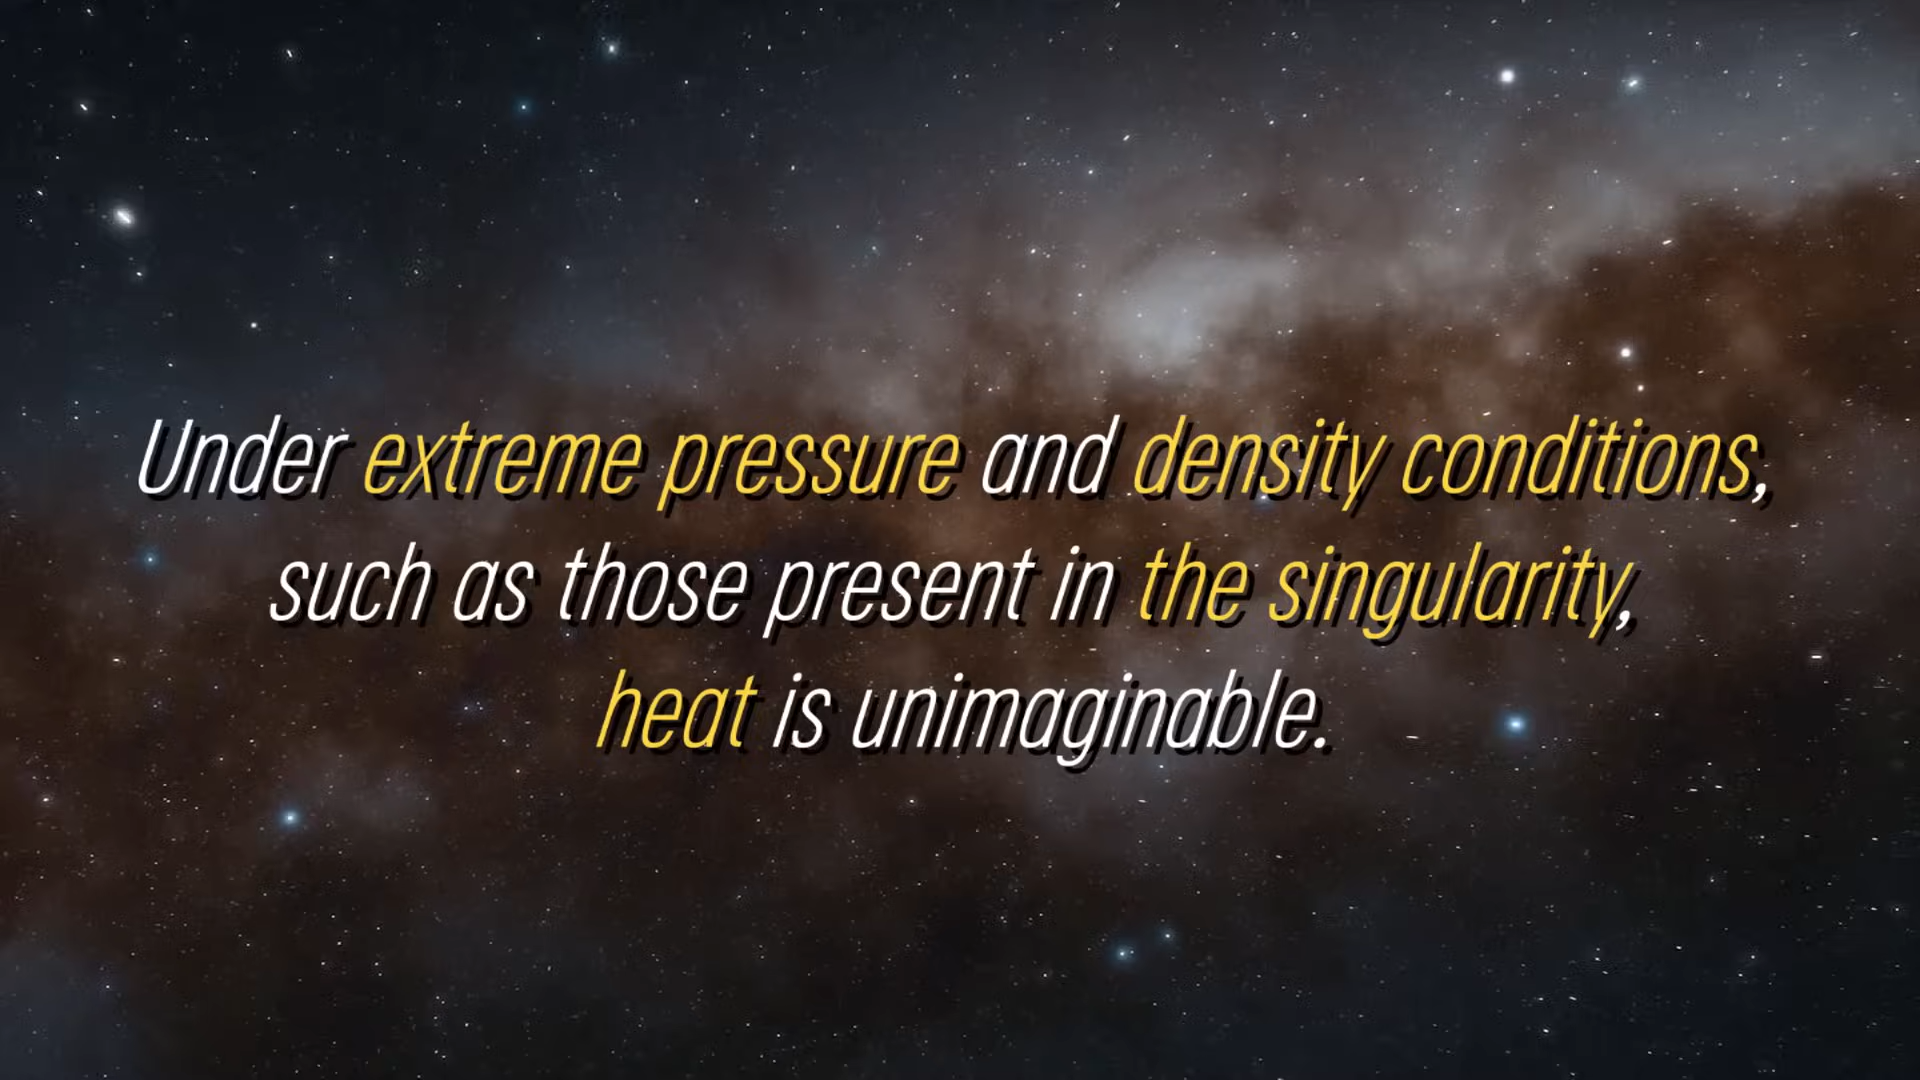 Under extreme pressure and density conditions,
such as those present in the singularity,
heat is unimaginable.